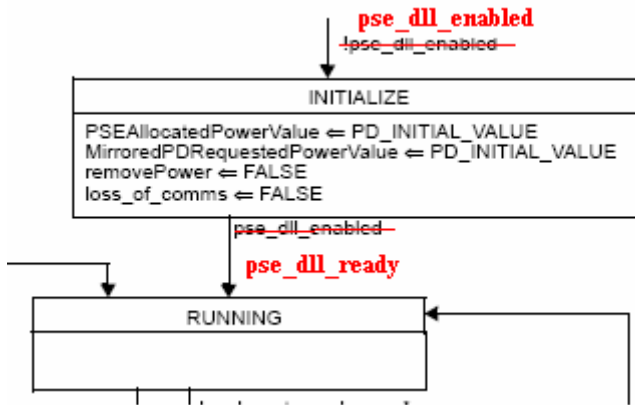 pse_dll_enabled
!pse_dll_enabled
INITIALIZE
PSEAllocatedPowerValue ⇐ PD_INITIAL_VALUE
MirroredPDRequestedPowerValue ⇐ PD_INITIAL_VALUE
removePower ⇐ FALSE
loss_of_comms ⇐ FALSE
pse_dll_enabled
pse_dll_ready
RUNNING